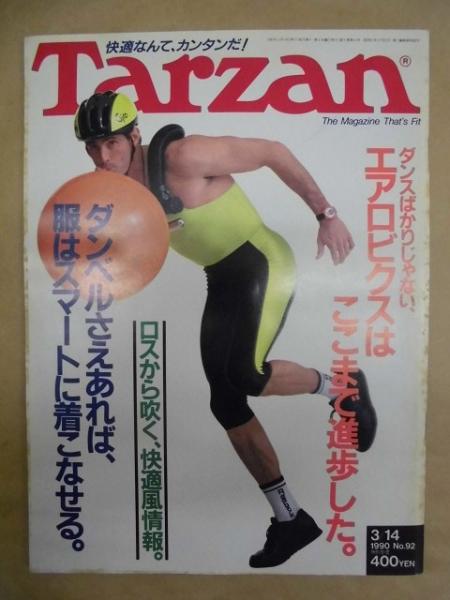 快適なんて、カンタンだ!
Tarzan®
The Magazine That's Fit
ダンスばかりじゃない、
エアロビクスは
ここまで進歩した。
ダンベルさえあれば、
服はスマートに着こなせる。
ロスから吹く、快適風情報。
3 14
1990 No.92
400YEN